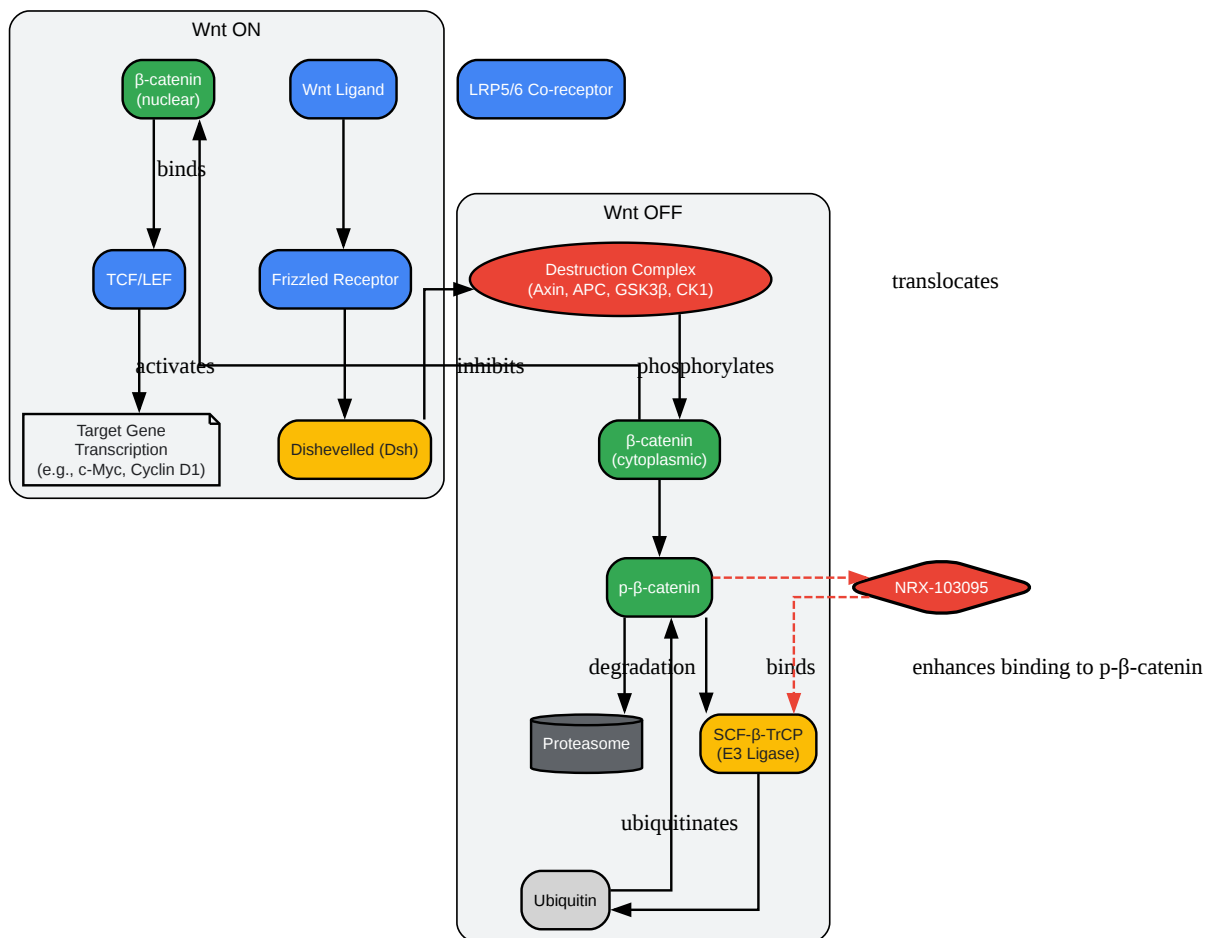 Wnt ON
β-catenin
(nuclear)
Wnt Ligand
LRP5/6 Co-receptor
binds
Wnt OFF
TCF/LEF
Frizzled Receptor
Destruction Complex
(Axin, APC, GSK3β, CK1)
translocates
activates
inhibits
phosphorylates
Target Gene
Transcription
(e.g., c-Myc, Cyclin D1)
Dishevelled (Dsh)
β-catenin
(cytoplasmic)
p-β-catenin
NRX-103095
degradation
binds
enhances binding to p-β-catenin
Proteasome
SCF-β-TrCP
(E3 Ligase)
ubiquitinates
Ubiquitin